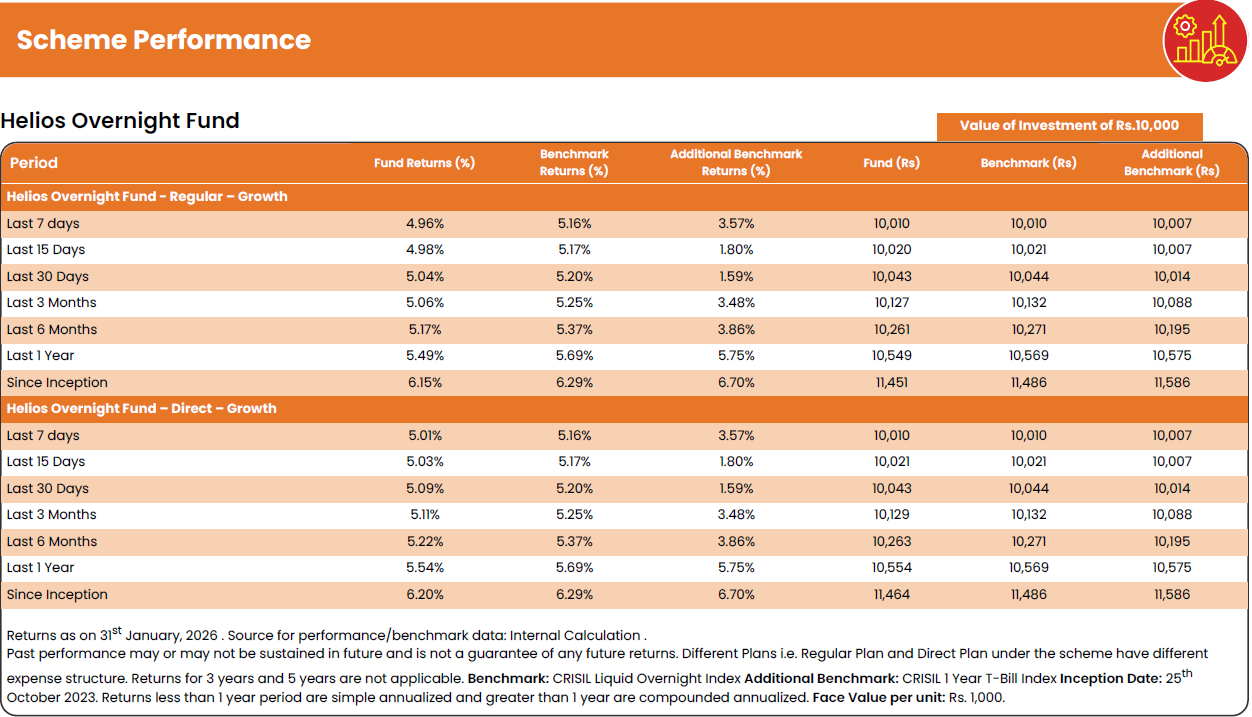 Scheme Performance
Helios Overnight Fund
Value of Investment of Rs.10,000
Period Fund Returns (%) Benchmark Returns (%) Additional Benchmark Returns (%) Fund (Rs) Benchmark (Rs) Additional Benchmark (Rs)
Helios Overnight Fund - Regular – Growth
Last 7 days 4.96% 5.16% 3.57% 10,010 10,010 10,007
Last 15 Days 4.98% 5.17% 1.80% 10,020 10,021 10,007
Last 30 Days 5.04% 5.20% 1.59% 10,043 10,044 10,014
Last 3 Months 5.06% 5.25% 3.48% 10,127 10,132 10,088
Last 6 Months 5.17% 5.37% 3.86% 10,261 10,271 10,195
Last 1 Year 5.49% 5.69% 5.75% 10,549 10,569 10,575
Since Inception 6.15% 6.29% 6.70% 11,451 11,486 11,586
Helios Overnight Fund – Direct – Growth
Last 7 days 5.01% 5.16% 3.57% 10,010 10,010 10,007
Last 15 Days 5.03% 5.17% 1.80% 10,021 10,021 10,007
Last 30 Days 5.09% 5.20% 1.59% 10,043 10,044 10,014
Last 3 Months 5.11% 5.25% 3.48% 10,129 10,132 10,088
Last 6 Months 5.22% 5.37% 3.86% 10,263 10,271 10,195
Last 1 Year 5.54% 5.69% 5.75% 10,554 10,569 10,575
Since Inception 6.20% 6.29% 6.70% 11,464 11,486 11,586
Returns as on 31st January, 2026 . Source for performance/benchmark data: Internal Calculation .
Past performance may or may not be sustained in future and is not a guarantee of any future returns. Different Plans i.e. Regular Plan and Direct Plan under the scheme have different
expense structure. Returns for 3 years and 5 years are not applicable. Benchmark: CRISIL Liquid Overnight Index Additional Benchmark: CRISIL 1 Year T-Bill Index Inception Date: 25th
October 2023. Returns less than 1 year period are simple annualized and greater than 1 year are compounded annualized. Face Value per unit: Rs. 1,000.